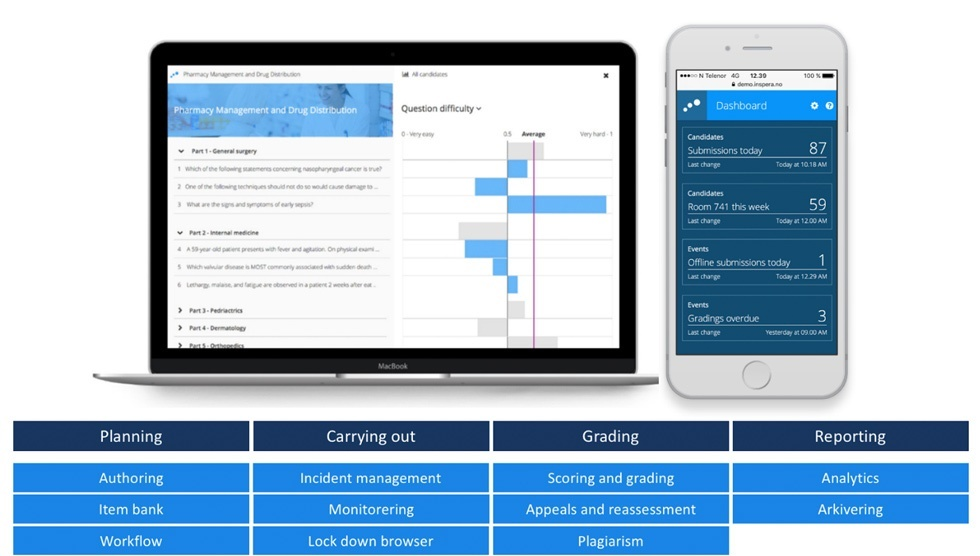 Pharmacy Management and Drug Distribution
All candidates
Pharmacy Management and Drug Distribution
Question difficulty
0 - Very easy 0.5 Average Very hard - 1
Part 1 - General surgery
1 Which of the following statements concerning nasopharyngeal cancer is true?
2 One of the following techniques should not do so would cause damage to ...
3 What are the signs and symptoms of early sepsis?
Part 2 - Internal medicine
4 A 59-year old patient presents with fever and agitation. On physical exami ...
5 Which valvular disease is MOST commonly associated with sudden death ...
6 Lethargy, malaise, and fatigue are observed in a patient 2 weeks after eat ...
Part 3 - Pedriactrics
Part 4 - Dermatology
Part 5 - Orthopedics
MacBook
N Telenor 4G 12.39 100 %
demo.inspera.no
Dashboard
Candidates
Submissions today 87
Last change Today at 10.18 AM
Candidates
Room 741 this week 59
Last change Today at 12.00 AM
Events
Offline submissions today 1
Last change Today at 12.29 AM
Events
Gradings overdue 3
Last change Yesterday at 09.00 AM
Planning Carrying out Grading Reporting
Authoring Incident management Scoring and grading Analytics
Item bank Monitorering Appeals and reassessment Arkivering
Workflow Lock down browser Plagiarism